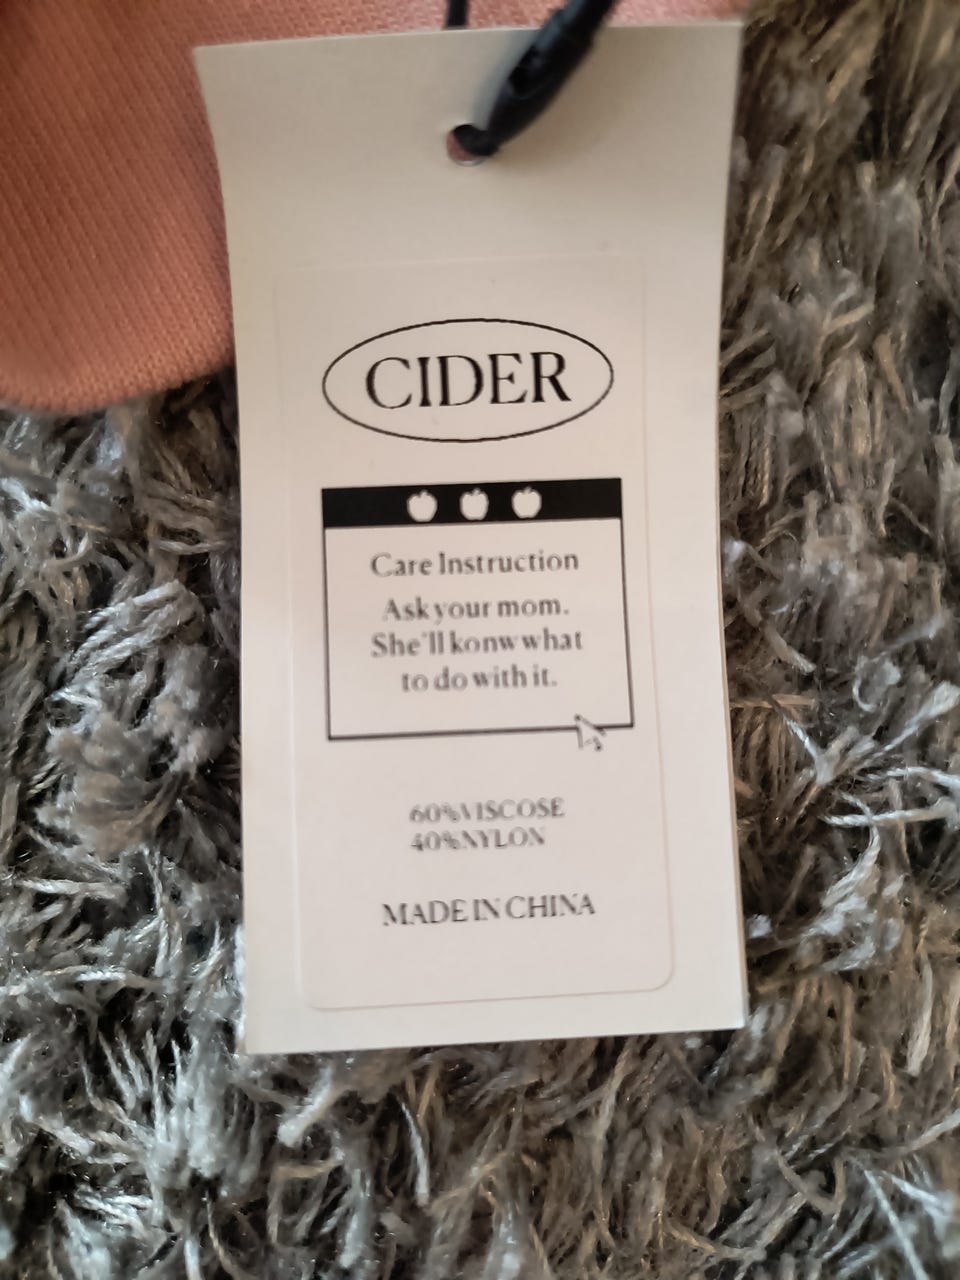 CIDER
Care Instruction
Ask your mom.
She'll konw what
to do with it.
60%VISCOSE
40%NYLON
MADE IN CHINA